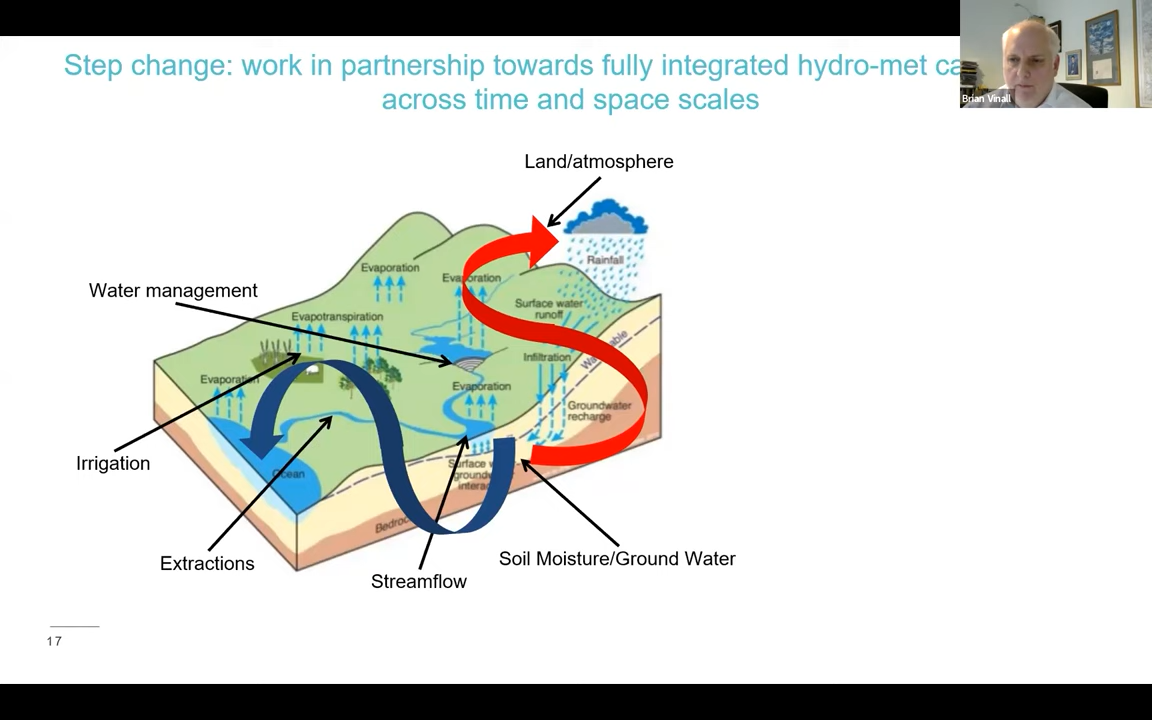 Step change: work in partnership towards fully integrated hydro-met
across time and space scales
Brian Vinall
Land/atmosphere
Rainfall
Evaporation
Evaporation
Water management
Surface water
runoff
Evapotranspiration
Infiltration
Evaporation
Evaporation
Groundwater
recharge
Irrigation
Surface
Ocean
Extractions
Streamflow
Soil Moisture/Ground Water
17